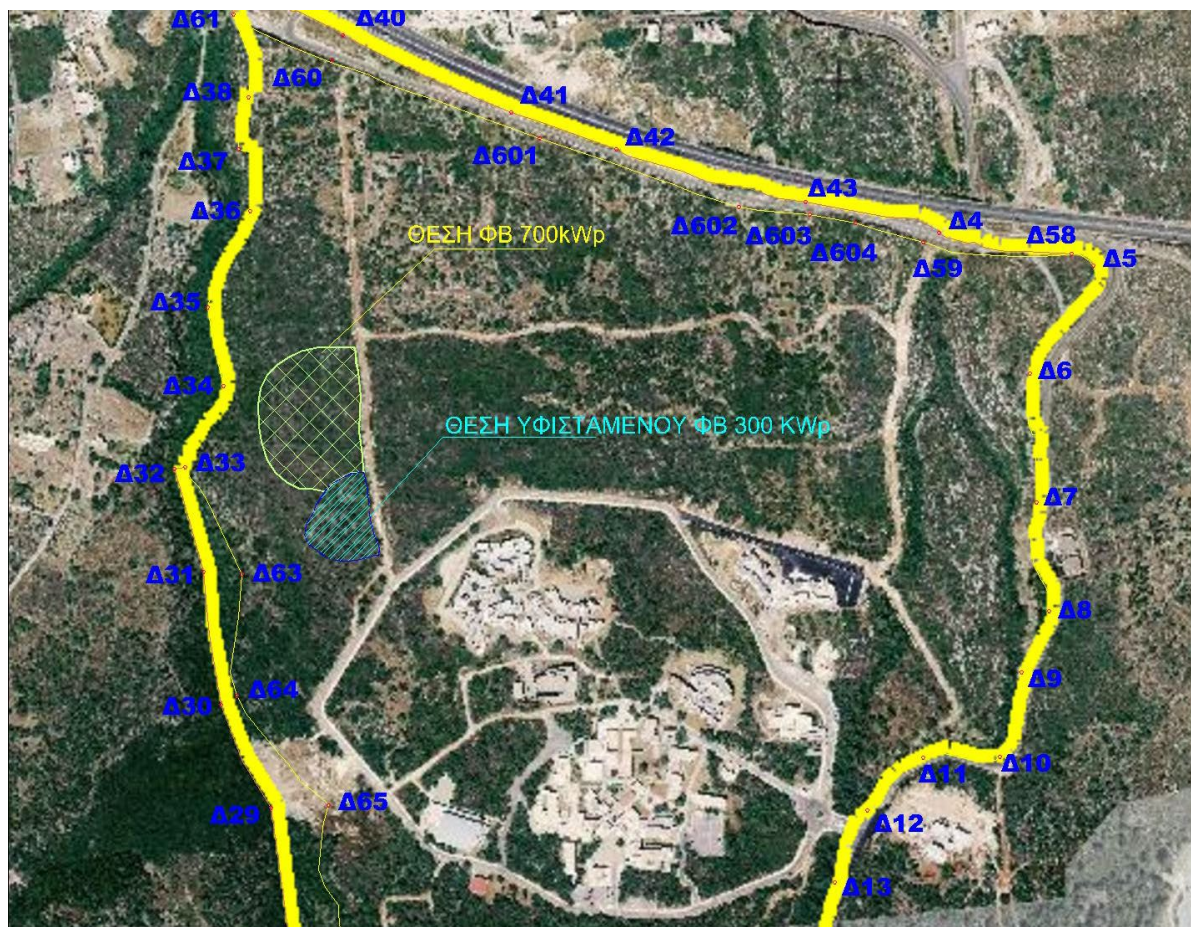 Δ61
Δ40
Δ60
Δ38
Δ41
Δ42
Δ601
Δ37
Δ36
Δ43
Δ602
Δ603
Δ604
Δ4
Δ58
Δ59
Δ5
ΘΕΣΗ ΦΒ 700kWp
Δ35
Δ34
Δ6
ΘΕΣΗ ΥΦΙΣΤΑΜΕΝΟΥ ΦΒ 300 KWp
Δ32
Δ33
Δ7
Δ31
Δ63
Δ8
Δ64
Δ30
Δ9
Δ11
Δ10
Δ65
Δ29
Δ12
Δ13